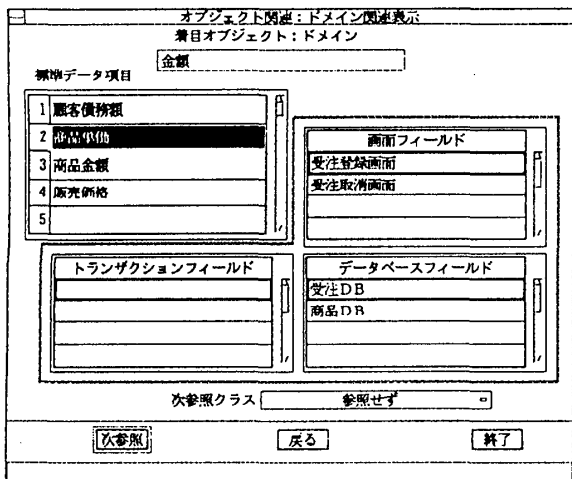 オブジェクト関連：ドメイン関連表示
着目オブジェクト：ドメイン
金額
標準データ項目
1 顧客債務額
2 商品単価
3 商品金額
4 販売価格
5
画面フィールド
受注登録画面
受注取消画面
トランザクションフィールド
データベースフィールド
受注DB
商品DB
次参照クラス 参照せず
次参照 戻る 終了